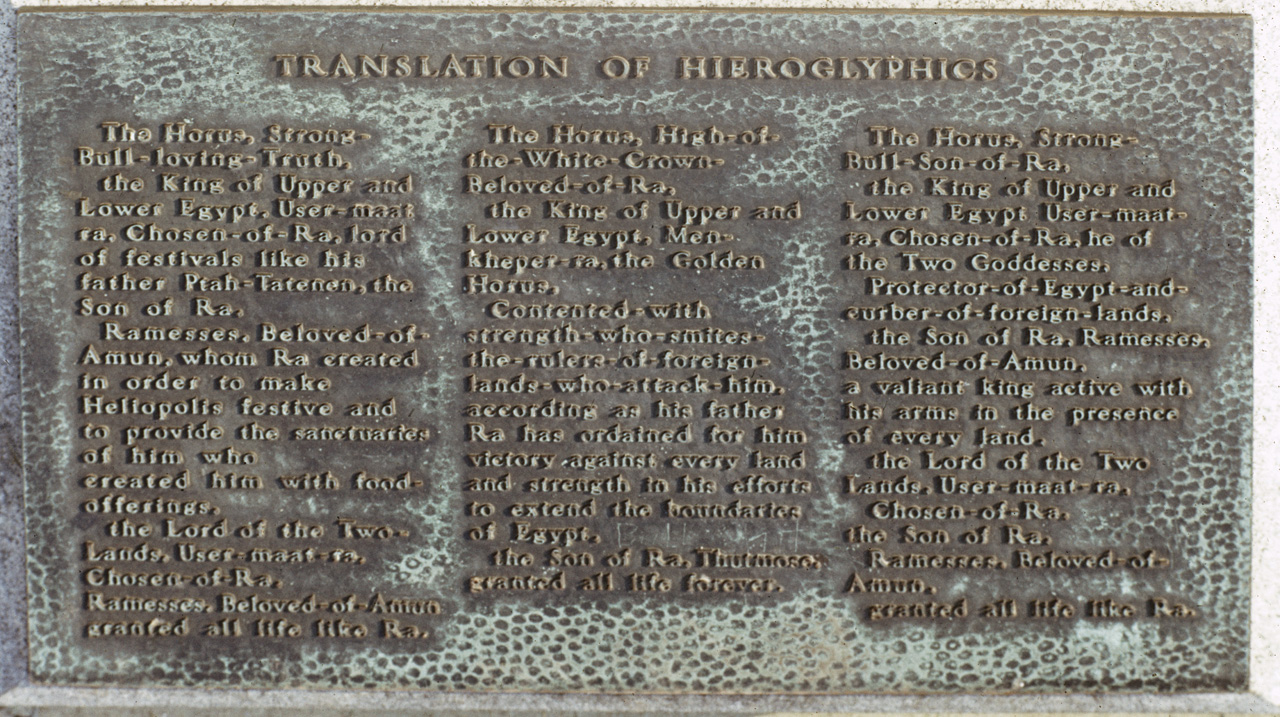 TRANSLATION OF HIEROGLYPHICS
The Horus, Strong-
Bull-loving-Truth,
the King of Upper and
Lower Egypt, User-maat
ra, Chosen-of-Ra, lord
of festivals like his
father Ptah-Tatenen, the
Son of Ra,
Ramesses, Beloved-of-
Amun, whom Ra created
in order to make
Heliopolis festive and
to provide the sanctuaries
of him who
created him with food-
offerings.
the Lord of the Two-
Lands, User-maat-ra,
Chosen-of-Ra,
Ramesses, Beloved-of-Amun
granted all life like Ra.
The Horus, High-of-
the-White-Crown-
Beloved-of-Ra,
the King of Upper and
Lower Egypt, Men-
kheper-ra, the Golden
Horus,
Contented-with
strength-who-smites-
the-rulers-of-foreign-
lands-who-attack-him,
according as his father
Ra has ordained for him
victory against every land
and strength in his efforts
to extend the boundaries
of Egypt,
the Son of Ra, Thutmose,
granted all life forever.
The Horus, Strong-
Bull-Son-of-Ra,
the King of Upper and
Lower Egypt User-maat-
ra, Chosen-of-Ra, he of
the Two Goddesses,
Protector-of-Egypt-and-
curber-of-foreign-lands,
the Son of Ra, Ramesses,
Beloved-of-Amun,
a valiant king active with
his arms in the presence
of every land.
the Lord of the Two
Lands, User-maat-ra,
Chosen-of-Ra,
the Son of Ra,
Ramesses, Beloved-of-
Amun,
granted all life like Ra.